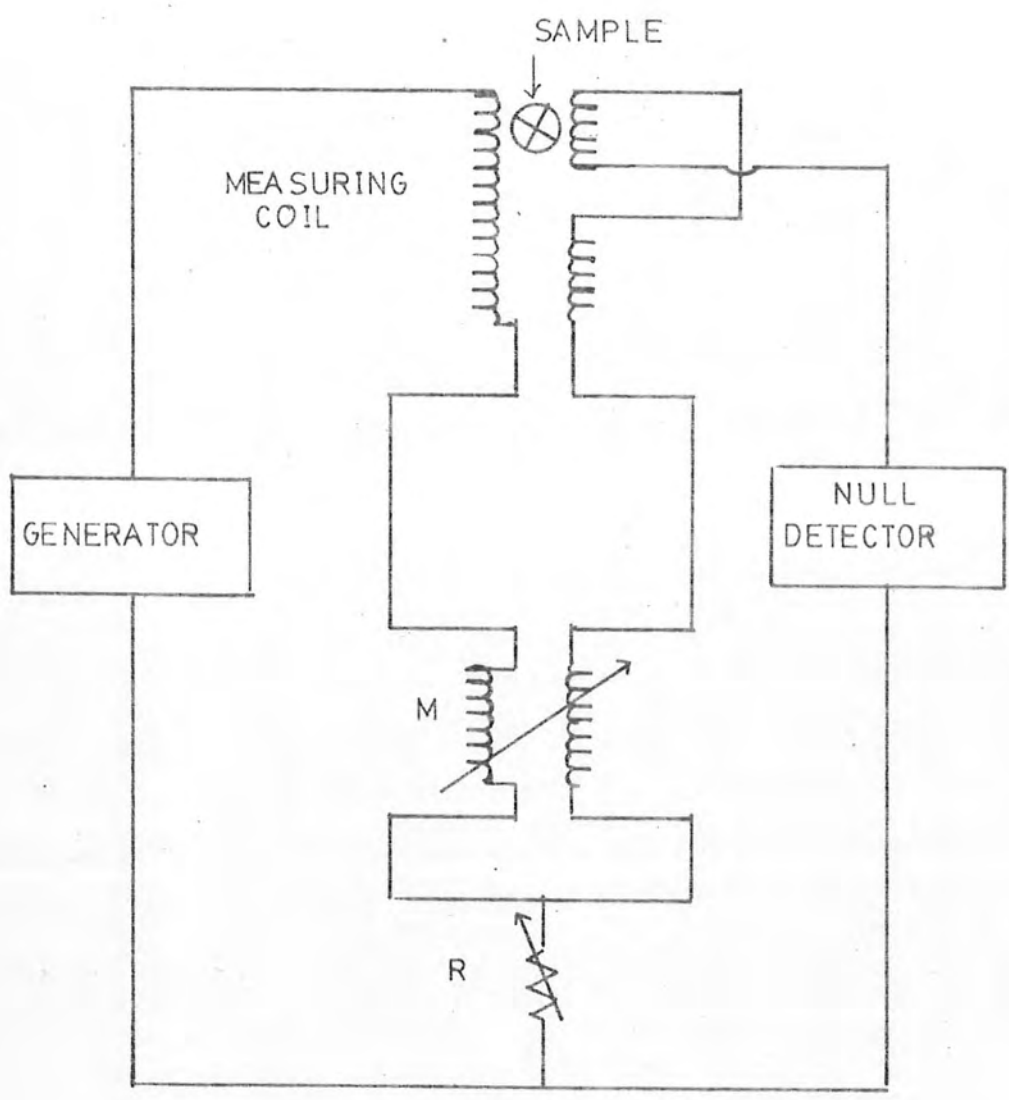 SAMPLE
MEASURING
COIL
GENERATOR
NULL
DETECTOR
M
R